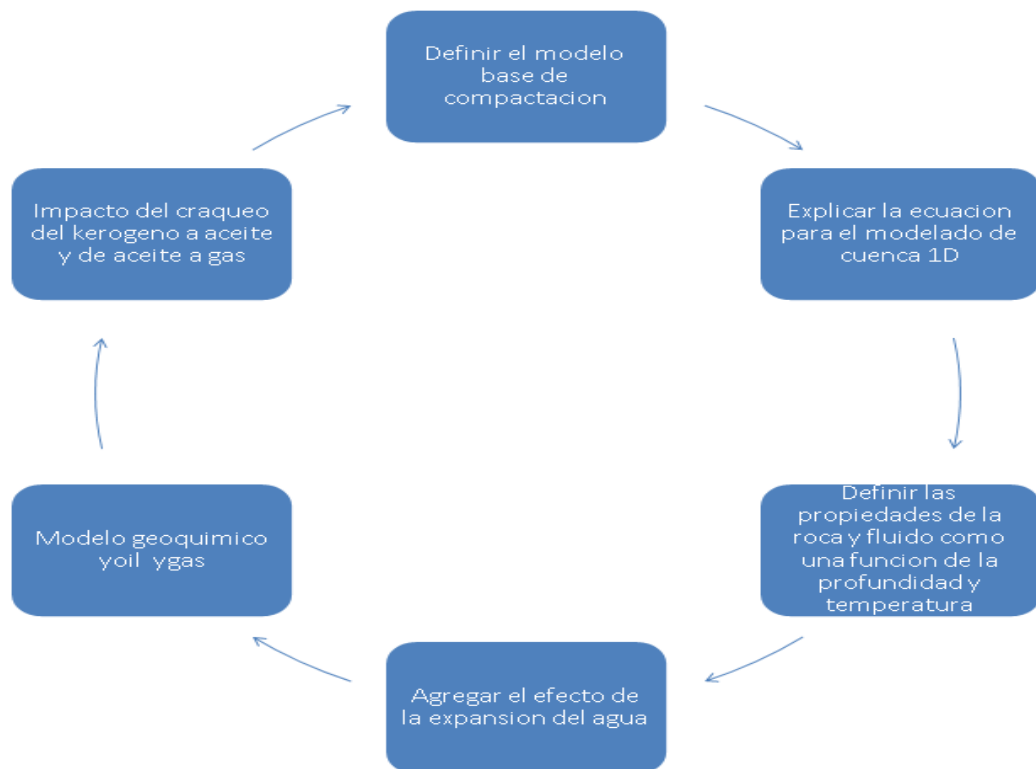 Definir el modelo
base de
compactacion
Explicar la ecuacion
para el modelado de
cuenca 1D
Definir las
propiedades de la
roca y fluido como
una funcion de la
profundidad y
temperatura
Agregar el efecto de
la expansion del agua
Modelo geoquimico
yoil ygas
Impacto del craqueo
del kerogeno a aceite
y de aceite a gas